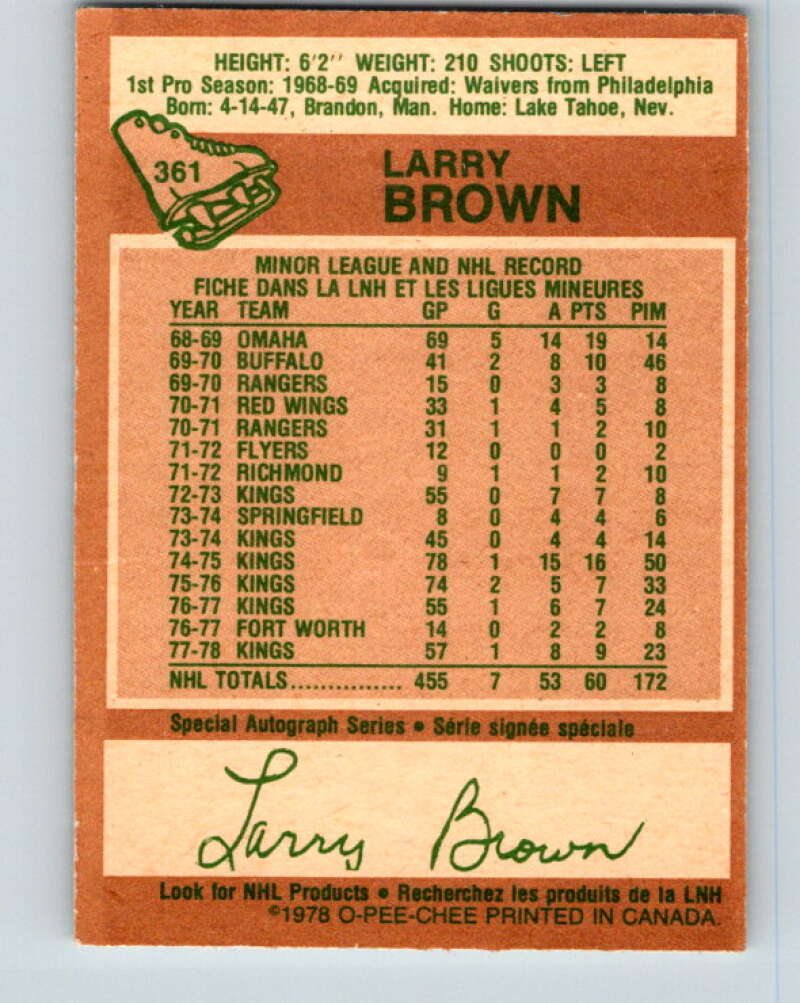 HEIGHT: 6'2'' WEIGHT: 210 SHOOTS: LEFT
1st Pro Season: 1968-69 Acquired: Waivers from Philadelphia
Born: 4-14-47, Brandon, Man. Home: Lake Tahoe, Nev.
361
LARRY
BROWN
MINOR LEAGUE AND NHL RECORD
FICHE DANS LA LNH ET LES LIGUES MINEURES
YEAR TEAM GP G A PTS PIM
68-69 OMAHA 69 5 14 19 14
69-70 BUFFALO 41 2 8 10 46
69-70 RANGERS 15 0 3 3 8
70-71 RED WINGS 33 1 4 5 8
70-71 RANGERS 31 1 1 2 10
71-72 FLYERS 12 0 0 0 2
71-72 RICHMOND 9 1 1 2 10
72-73 KINGS 55 0 7 7 8
73-74 SPRINGFIELD 8 0 4 4 6
73-74 KINGS 45 0 4 4 14
74-75 KINGS 78 1 15 16 50
75-76 KINGS 74 2 5 7 33
76-77 KINGS 55 1 6 7 24
76-77 FORT WORTH 14 0 2 2 8
77-78 KINGS 57 1 8 9 23
NHL TOTALS............... 455 7 53 60 172
Special Autograph Series • Série signée spéciale
Larry Brown
Look for NHL Products • Recherchez les produits de la LNH
©1978 O-PEE-CHEE PRINTED IN CANADA.